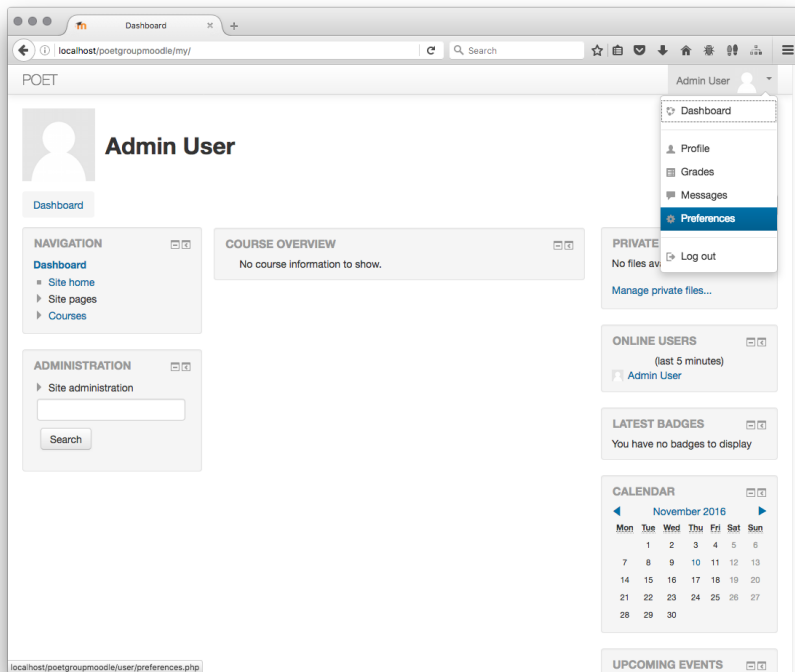 Dashboard
localhost/poetgroupmoodle/my/
Search
POET
Admin User
Dashboard
Profile
Grades
Messages
Preferences
Log out
Admin User
Dashboard
NAVIGATION
Dashboard
Site home
Site pages
Courses
ADMINISTRATION
Site administration
Search
COURSE OVERVIEW
No course information to show.
PRIVATE
No files av
Manage private files...
ONLINE USERS
(last 5 minutes)
Admin User
LATEST BADGES
You have no badges to display
CALENDAR
November 2016
Mon Tue Wed Thu Fri Sat Sun
1 2 3 4 5 6
7 8 9 10 11 12 13
14 15 16 17 18 19 20
21 22 23 24 25 26 27
28 29 30
UPCOMING EVENTS
localhost/poetgroupmoodle/user/preferences.php